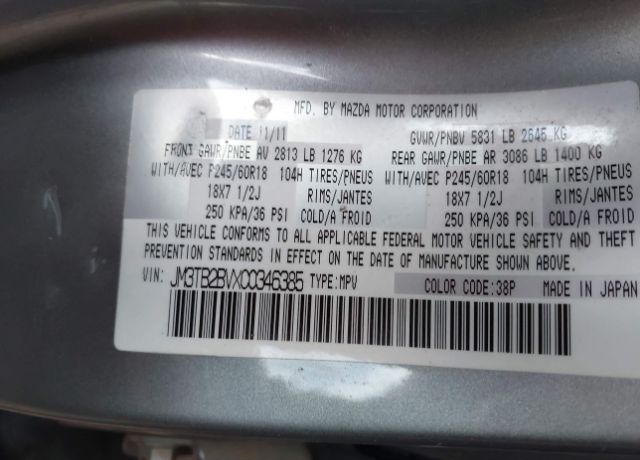 MFD. BY MAZDA MOTOR CORPORATION
DATE 11/11 GVWR/PNBV 5831 LB 2645 KG
FRONT GAWR/PNBE AV 2813 LB 1276 KG REAR GAWR/PNBE AR 3086 LB 1400 KG
WITH/AVEC P245/60R18 104H TIRES/PNEUS WITH/AVEC P245/60R18 104H TIRES/PNEUS
18X7 1/2J RIMS/JANTES 18X7 1/2J RIMS/JANTES
250 KPA/36 PSI COLD/A FROID 250 KPA/36 PSI COLD/A FROID
THIS VEHICLE CONFORMS TO ALL APPLICABLE FEDERAL MOTOR VEHICLE SAFETY AND THEFT
PREVENTION STANDARDS IN EFFECT ON THE DATE OF MANUFACTURE SHOWN ABOVE.
VIN: JM3TB2BVXC0346385 TYPE:MPV COLOR CODE:38P MADE IN JAPAN